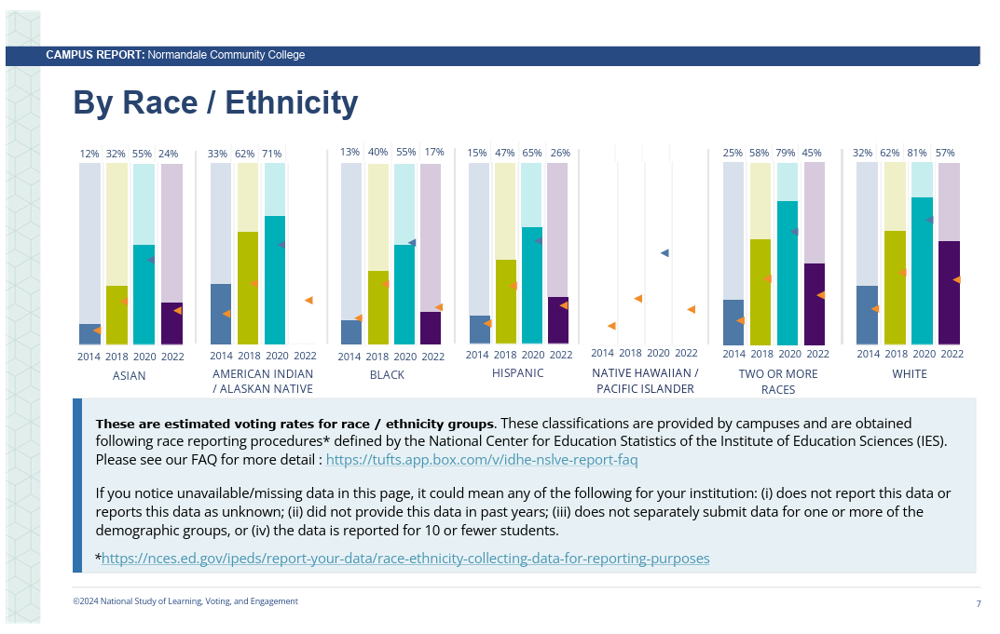 CAMPUS REPORT: Normandale Community College
By Race / Ethnicity
12% 32% 55% 24%
33% 62% 71%
13% 40% 55% 17%
15% 47% 65% 26%
25% 58% 79% 45%
32% 62% 81% 57%
2014 2018 2020 2022
2014 2018 2020 2022
2014 2018 2020 2022
2014 2018 2020 2022
2014 2018 2020 2022
2014 2018 2020 2022
2014 2018 2020 2022
ASIAN
AMERICAN INDIAN
/ ALASKAN NATIVE
BLACK
HISPANIC
NATIVE HAWAIIAN /
PACIFIC ISLANDER
TWO OR MORE
RACES
WHITE
These are estimated voting rates for race / ethnicity groups. These classifications are provided by campuses and are obtained
following race reporting procedures* defined by the National Center for Education Statistics of the Institute of Education Sciences (IES).
Please see our FAQ for more detail : https://tufts.app.box.com/v/idhe-nslve-report-faq
If you notice unavailable/missing data in this page, it could mean any of the following for your institution: (i) does not report this data or
reports this data as unknown; (ii) did not provide this data in past years; (iii) does not separately submit data for one or more of the
demographic groups, or (iv) the data is reported for 10 or fewer students.
*https://nces.ed.gov/ipeds/report-your-data/race-ethnicity-collecting-data-for-reporting-purposes
©2024 National Study of Learning, Voting, and Engagement
7